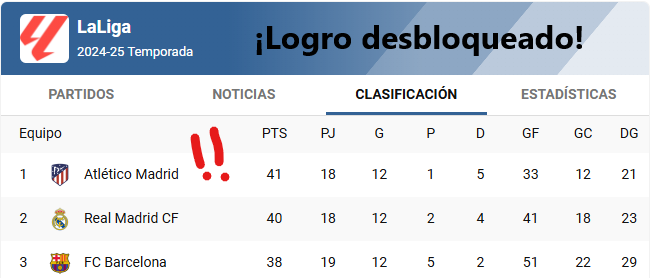 LaLiga
2024-25 Temporada
¡Logro desbloqueado!
PARTIDOS NOTICIAS CLASIFICACIÓN ESTADÍSTICAS
Equipo PTS PJ G P D GF GC DG
1 Atlético Madrid !! 41 18 12 1 5 33 12 21
2 Real Madrid CF 40 18 12 2 4 41 18 23
3 FC Barcelona 38 19 12 5 2 51 22 29